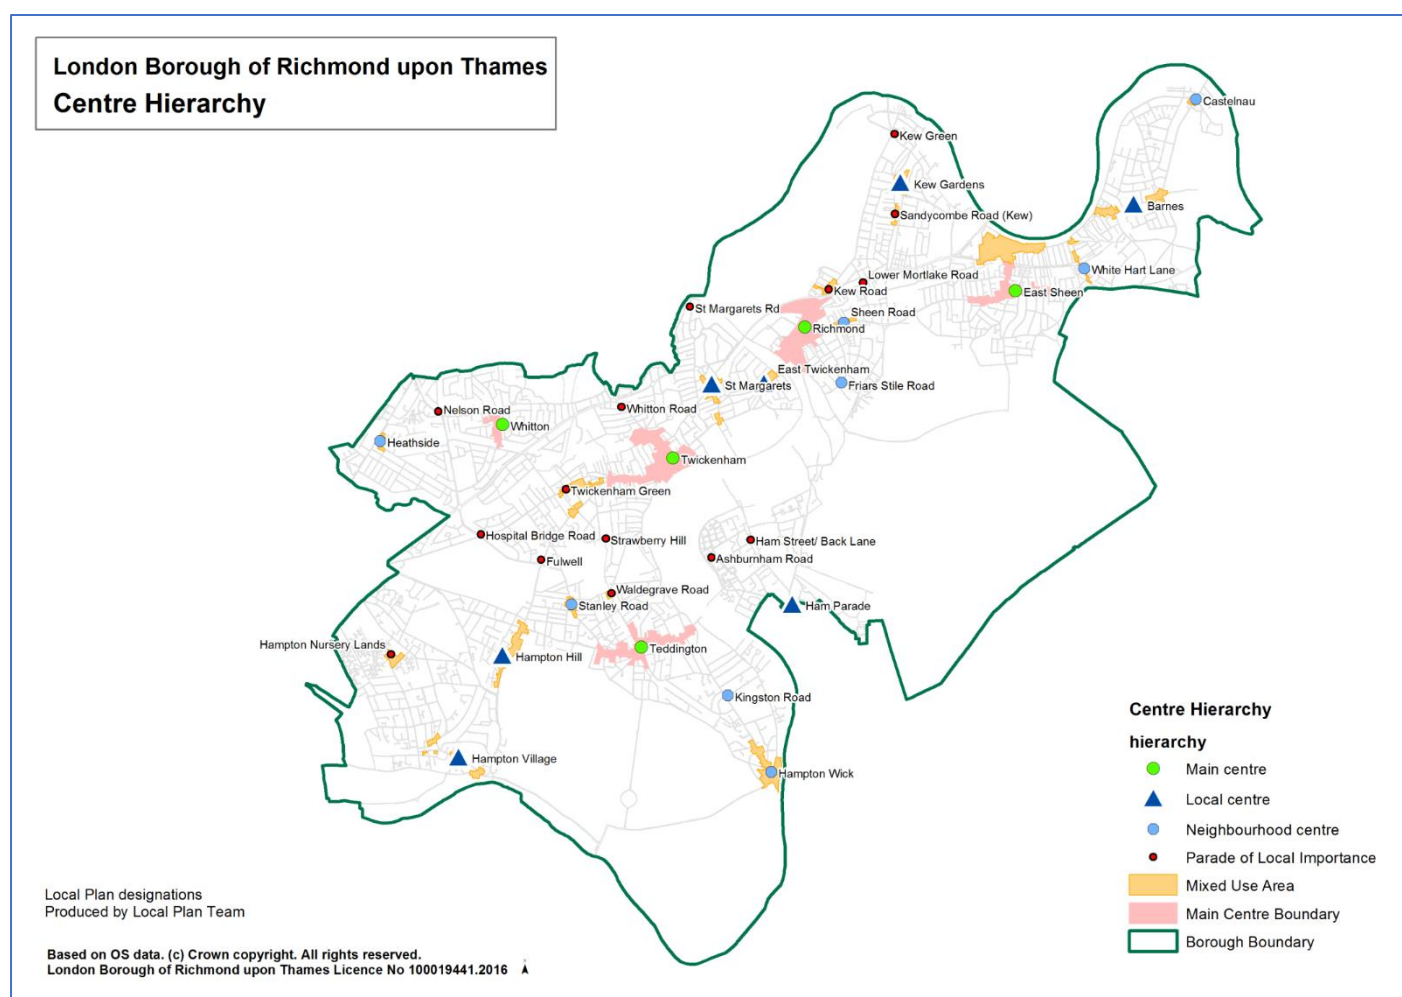 London Borough of Richmond upon Thames
Centre Hierarchy
Castelnau
Kew Green
Kew Gardens
Barnes
Sandycombe Road (Kew)
White Hart Lane
Lower Mortlake Road
Kew Road
East Sheen
St Margarets Rd
Sheen Road
Richmond
East Twickenham
St Margarets
Friars Stile Road
Nelson Road
Whitton Road
Whitton
Heathside
Twickenham
Twickenham Green
Hospital Bridge Road
Strawberry Hill
Ham Street/ Back Lane
Fulwell
Ashburnham Road
Waldegrave Road
Stanley Road
Ham Parade
Hampton Nursery Lands
Teddington
Hampton Hill
Kingston Road
Hampton Village
Hampton Wick
Centre Hierarchy
hierarchy
Main centre
Local centre
Neighbourhood centre
Parade of Local Importance
Mixed Use Area
Main Centre Boundary
Borough Boundary
Local Plan designations
Produced by Local Plan Team
Based on OS data. (c) Crown copyright. All rights reserved.
London Borough of Richmond upon Thames Licence No 100019441.2016